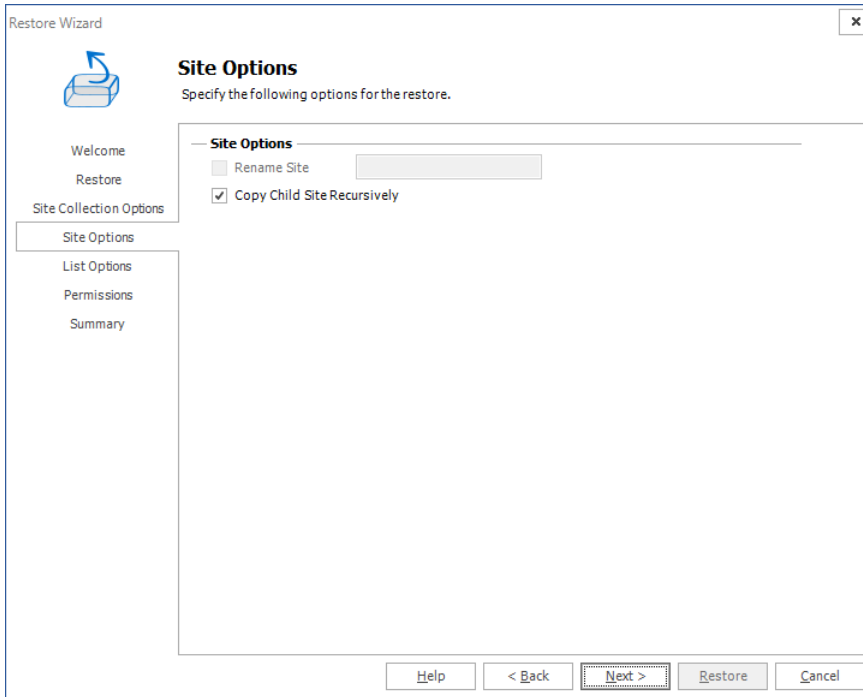 Restore Wizard
Site Options
Specify the following options for the restore.
Welcome
Restore
Site Collection Options
Site Options
List Options
Permissions
Summary
Site Options
Rename Site
Copy Child Site Recursively
Help
< Back
Next >
Restore
Cancel